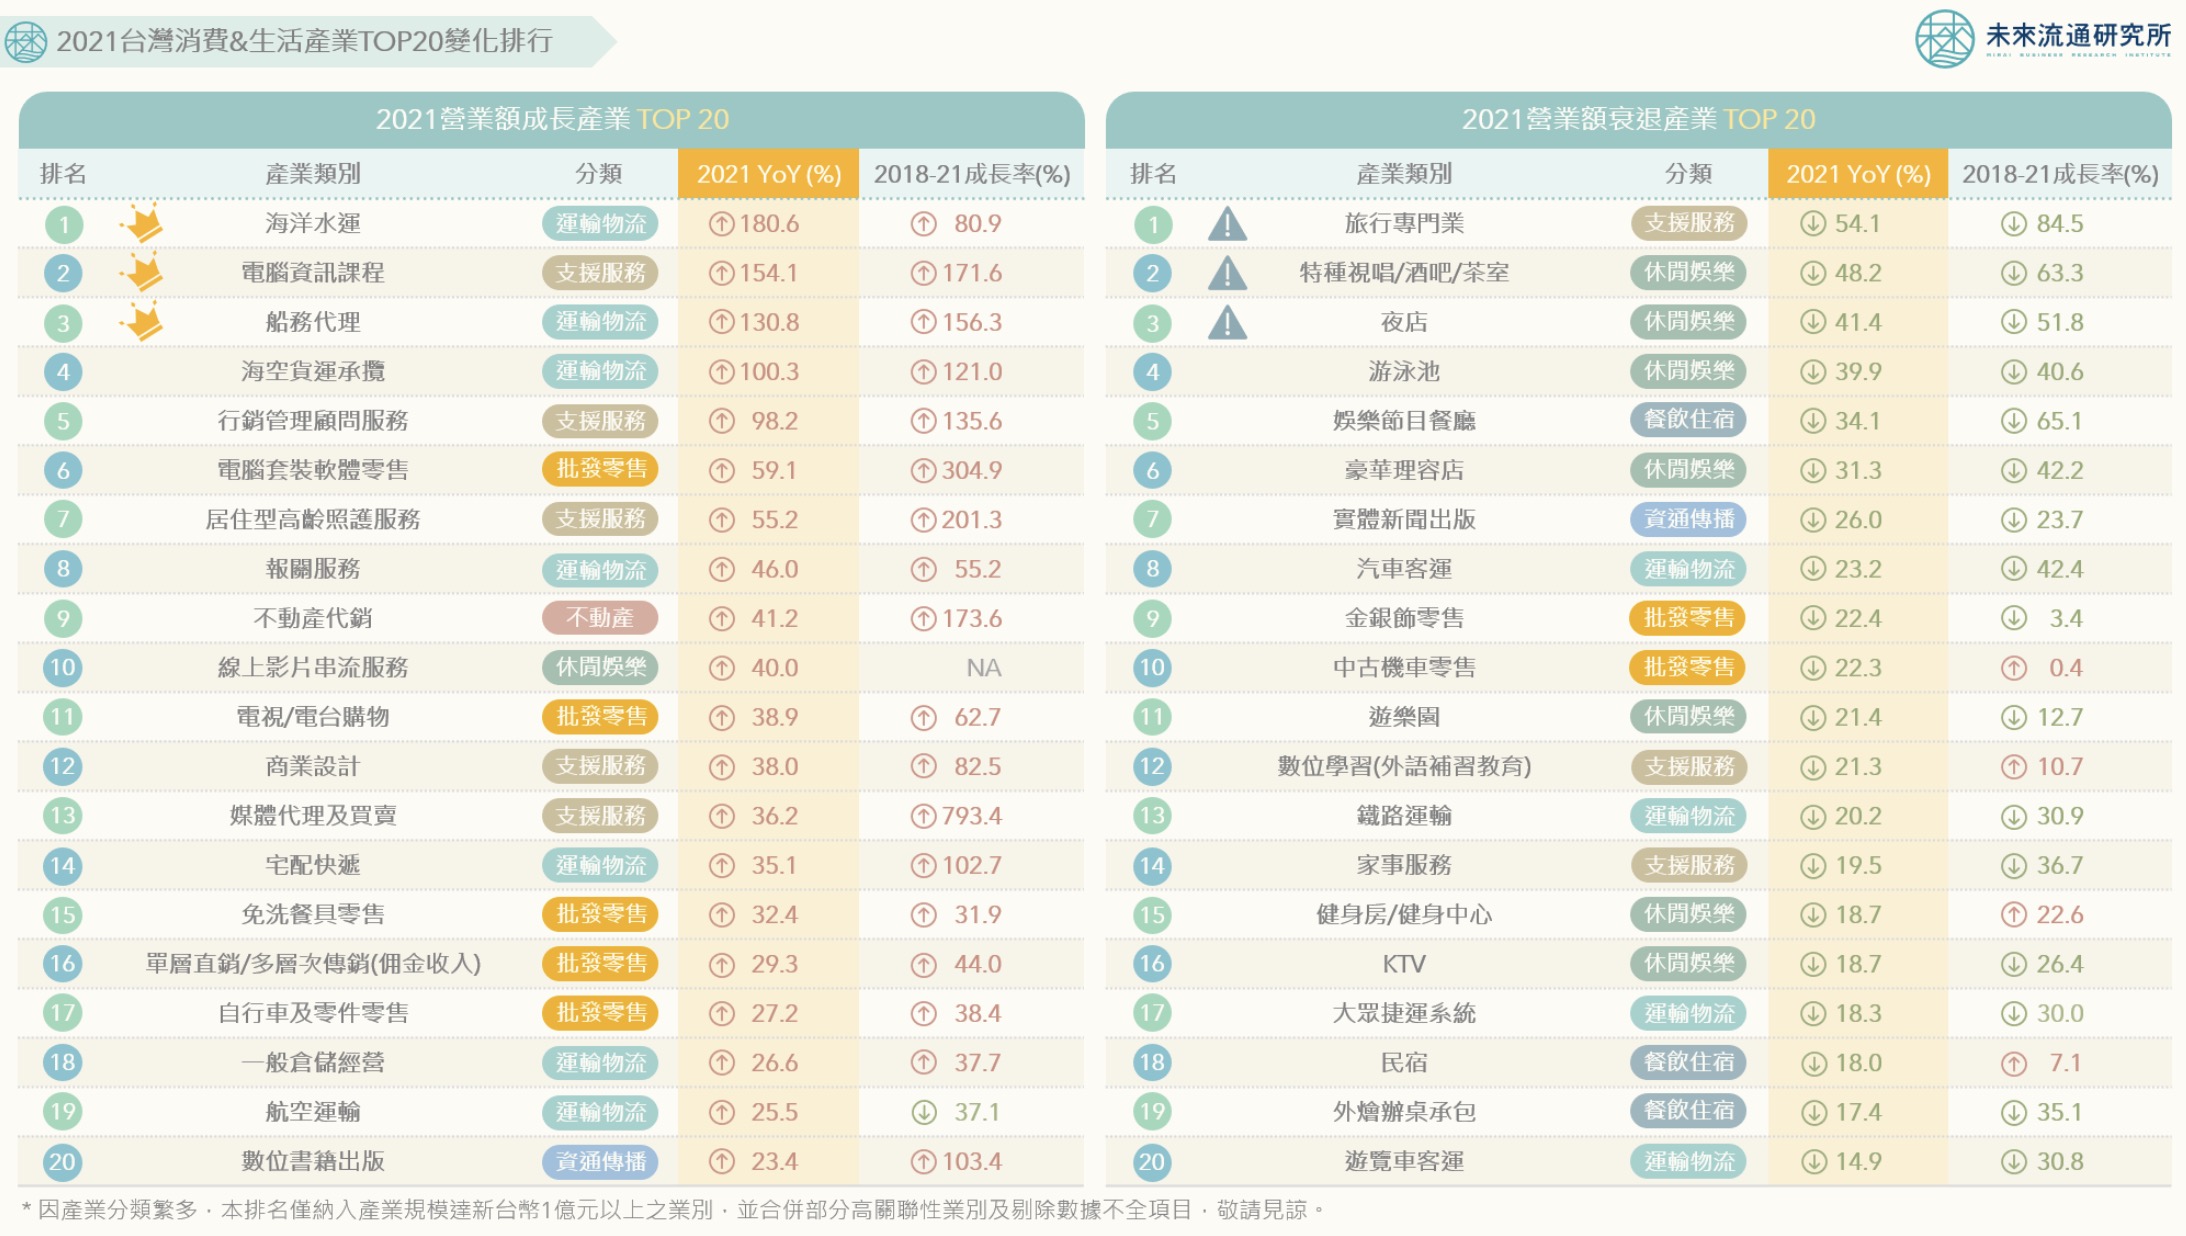 2021台灣消費&生活產業TOP20變化排行
未來流通研究所
MIRAI BUSINESS RESEARCH INSTITUTE
2021營業額成長產業 TOP 20
排名 產業類別 分類 2021 YoY (%) 2018-21成長率(%)
1 海洋水運 運輸物流 180.6 80.9
2 電腦資訊課程 支援服務 154.1 171.6
3 船務代理 運輸物流 130.8 156.3
4 海空貨運承攬 運輸物流 100.3 121.0
5 行銷管理顧問服務 支援服務 98.2 135.6
6 電腦套裝軟體零售 批發零售 59.1 304.9
7 居住型高齡照護服務 支援服務 55.2 201.3
8 報關服務 運輸物流 46.0 55.2
9 不動產代銷 不動產 41.2 173.6
10 線上影片串流服務 休閒娛樂 40.0 NA
11 電視/電台購物 批發零售 38.9 62.7
12 商業設計 支援服務 38.0 82.5
13 媒體代理及買賣 支援服務 36.2 793.4
14 宅配快遞 運輸物流 35.1 102.7
15 免洗餐具零售 批發零售 32.4 31.9
16 單層直銷/多層次傳銷(佣金收入) 批發零售 29.3 44.0
17 自行車及零件零售 批發零售 27.2 38.4
18 一般倉儲經營 運輸物流 26.6 37.7
19 航空運輸 運輸物流 25.5 37.1
20 數位書籍出版 資通傳播 23.4 103.4
2021營業額衰退產業 TOP 20
排名 產業類別 分類 2021 YoY (%) 2018-21成長率(%)
1 旅行專門業 支援服務 54.1 84.5
2 特種視唱/酒吧/茶室 休閒娛樂 48.2 63.3
3 夜店 休閒娛樂 41.4 51.8
4 游泳池 休閒娛樂 39.9 40.6
5 娛樂節目餐廳 餐飲住宿 34.1 65.1
6 豪華理容店 休閒娛樂 31.3 42.2
7 實體新聞出版 資通傳播 26.0 23.7
8 汽車客運 運輸物流 23.2 42.4
9 金銀飾零售 批發零售 22.4 3.4
10 中古機車零售 批發零售 22.3 0.4
11 遊樂園 休閒娛樂 21.4 12.7
12 數位學習(外語補習教育) 支援服務 21.3 10.7
13 鐵路運輸 運輸物流 20.2 30.9
14 家事服務 支援服務 19.5 36.7
15 健身房/健身中心 休閒娛樂 18.7 22.6
16 KTV 休閒娛樂 18.7 26.4
17 大眾捷運系統 運輸物流 18.3 30.0
18 民宿 餐飲住宿 18.0 7.1
19 外燴辦桌承包 餐飲住宿 17.4 35.1
20 遊覽車客運 運輸物流 14.9 30.8
* 因產業分類繁多，本排名僅納入產業規模達新台幣1億元以上之業別，並合併部分高關聯性業別及剔除數據不全項目，敬請見諒。